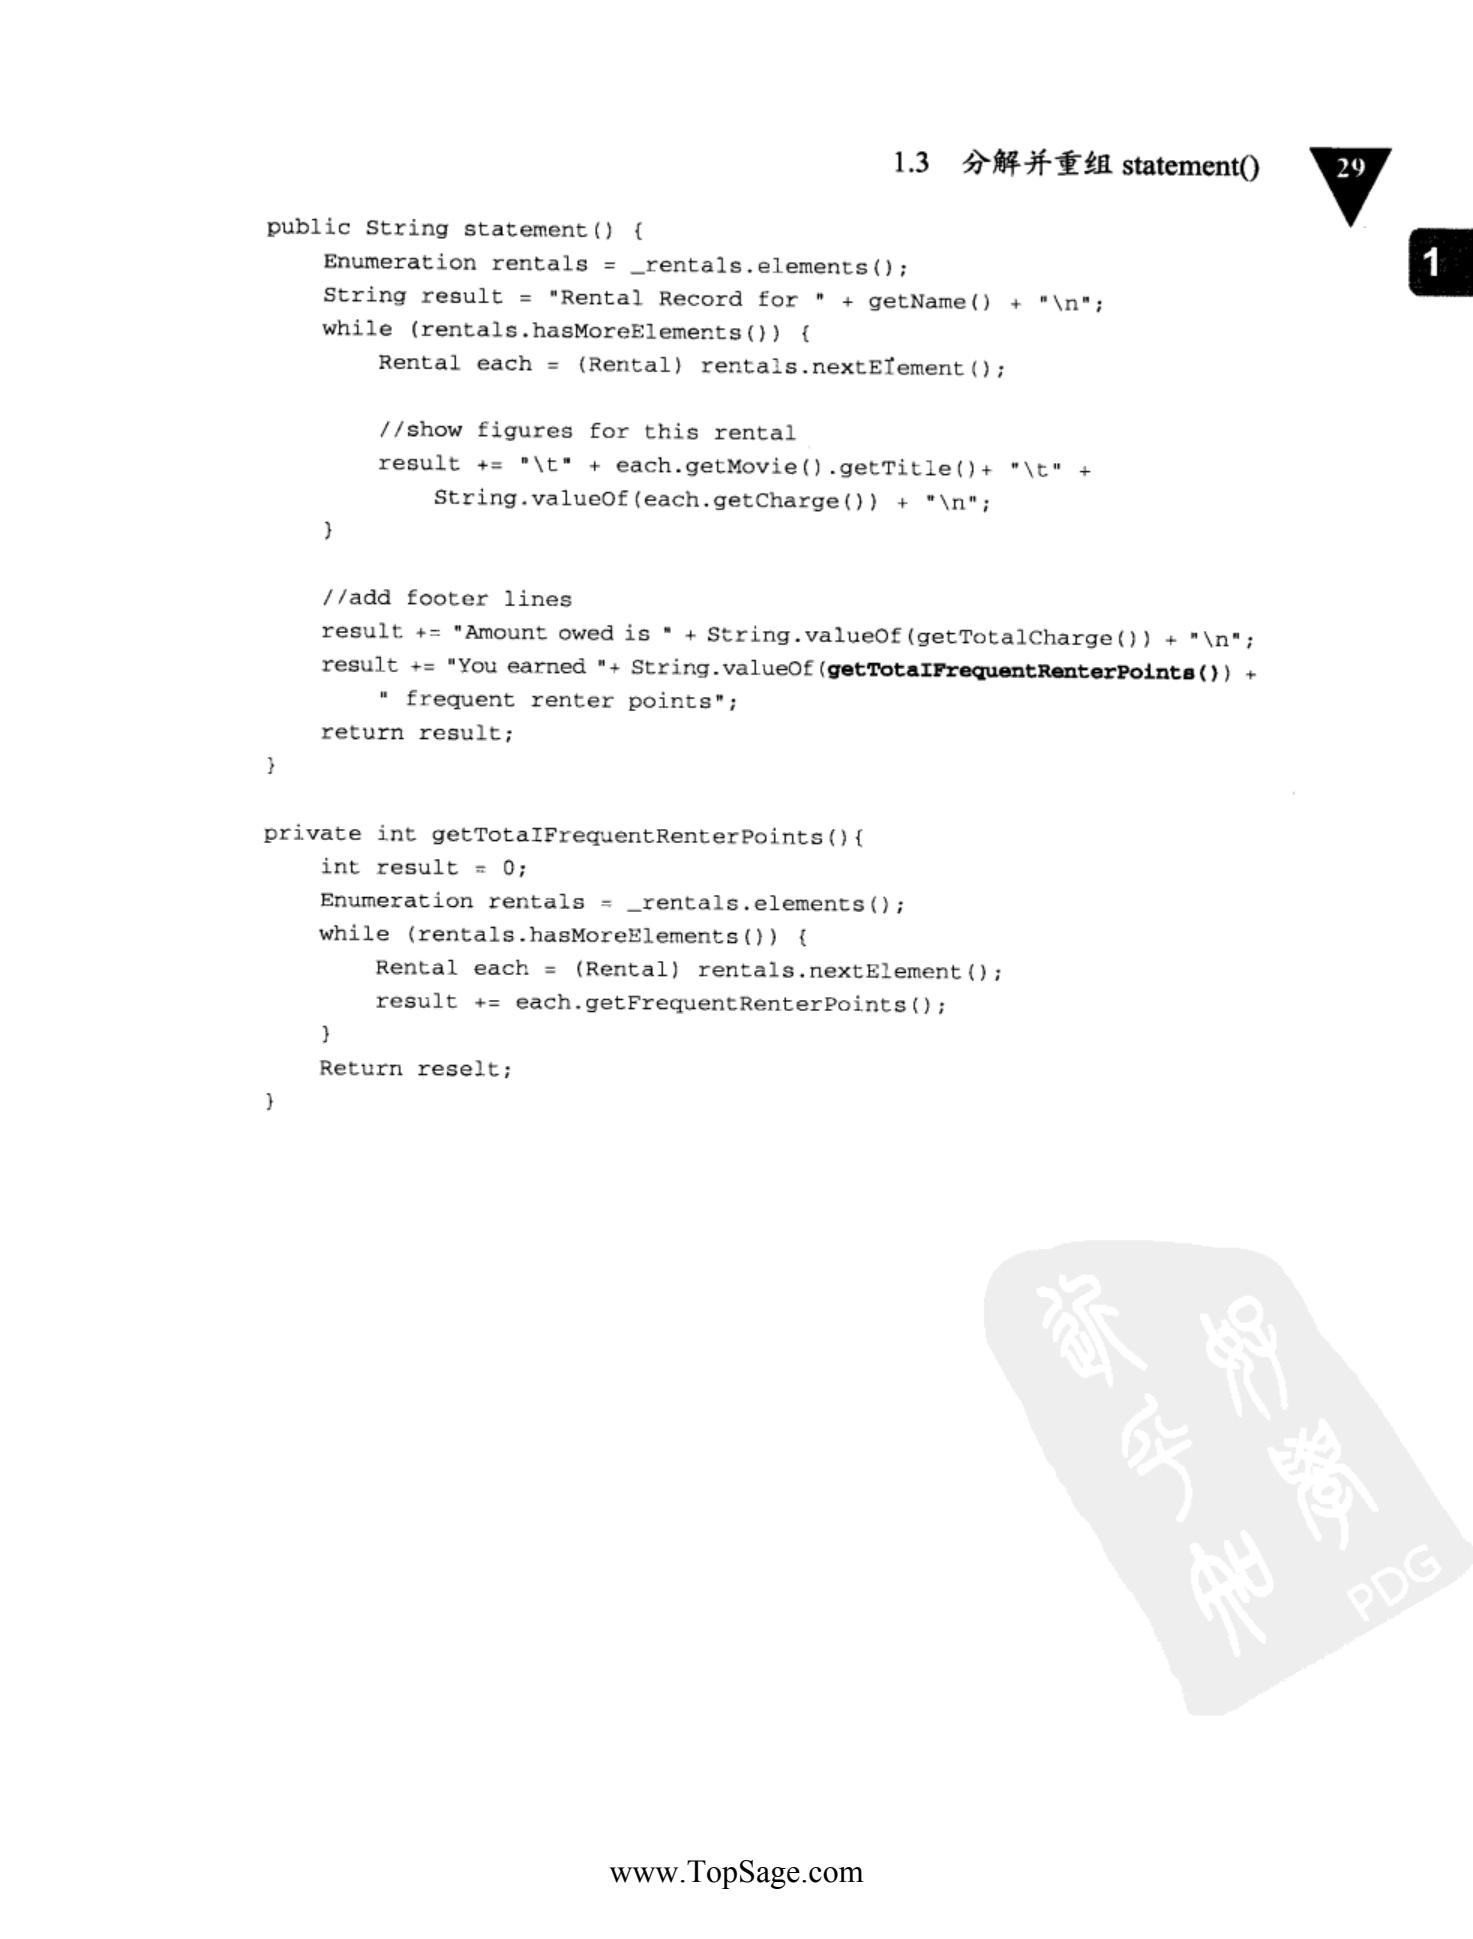 1.3 分解并重组 statement() 29
1
public String statement() {
    Enumeration rentals = _rentals.elements();
    String result = "Rental Record for " + getName() + "\n";
    while (rentals.hasMoreElements()) {
        Rental each = (Rental) rentals.nextElement();

        //show figures for this rental
        result += "\t" + each.getMovie().getTitle()+ "\t" +
            String.valueOf(each.getCharge()) + "\n";
    }

    //add footer lines
    result += "Amount owed is " + String.valueOf(getTotalCharge()) + "\n";
    result += "You earned "+ String.valueOf(getTotaIFrequentRenterPoints()) +
        " frequent renter points";
    return result;
}

private int getTotaIFrequentRenterPoints(){
    int result = 0;
    Enumeration rentals = _rentals.elements();
    while (rentals.hasMoreElements()) {
        Rental each = (Rental) rentals.nextElement();
        result += each.getFrequentRenterPoints();
    }
    Return reselt;
}
PDG
www.TopSage.com